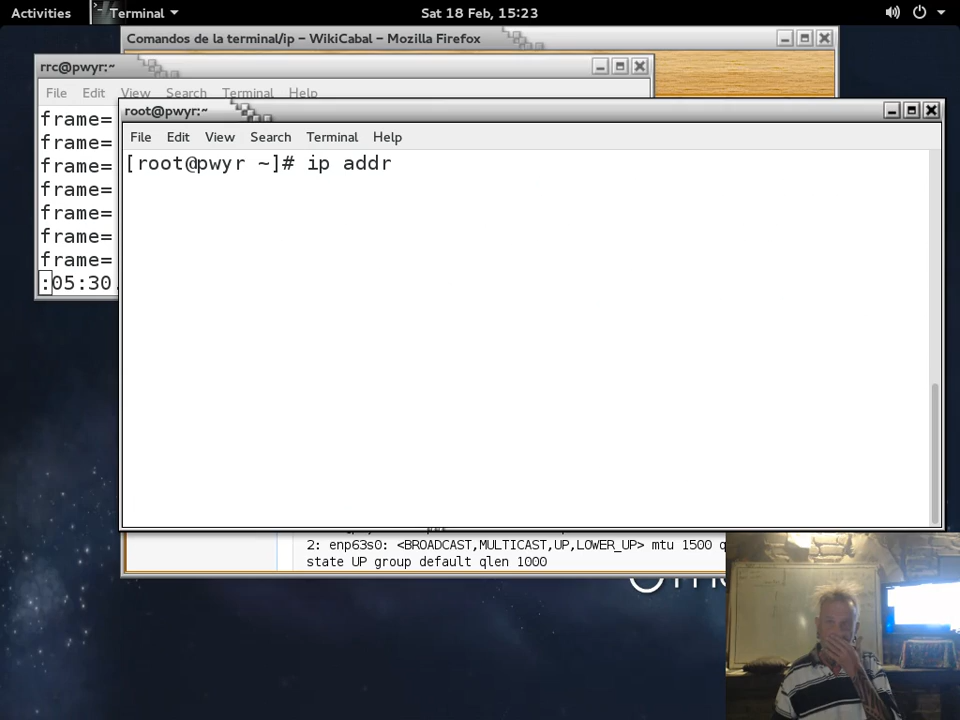 Activities
Terminal
Sat 18 Feb, 15:23
Comandos de la terminal/ip – WikiCabal – Mozilla Firefox
rrc@pwyr:~
File Edit View Search Terminal Help
frame=
frame=
frame=
frame=
frame=
frame=
frame=
:05:30.
root@pwyr:~
File Edit View Search Terminal Help
[root@pwyr ~]# ip addr
2: enp63s0: <BROADCAST,MULTICAST,UP,LOWER_UP> mtu 1500 q
state UP group default qlen 1000